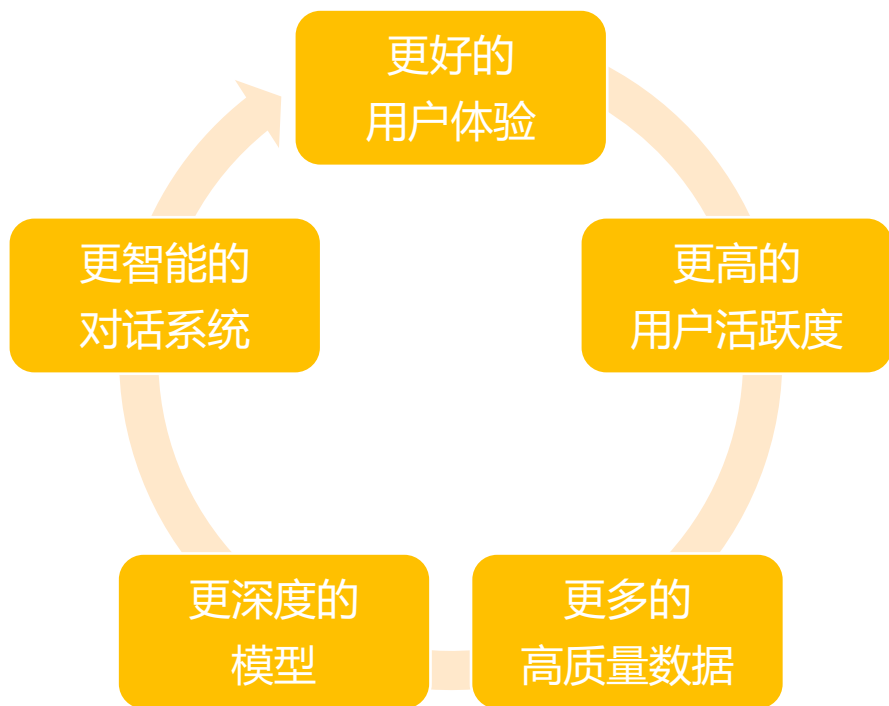 更好的
用户体验
更高的
用户活跃度
更多的
高质量数据
更深度的
模型
更智能的
对话系统